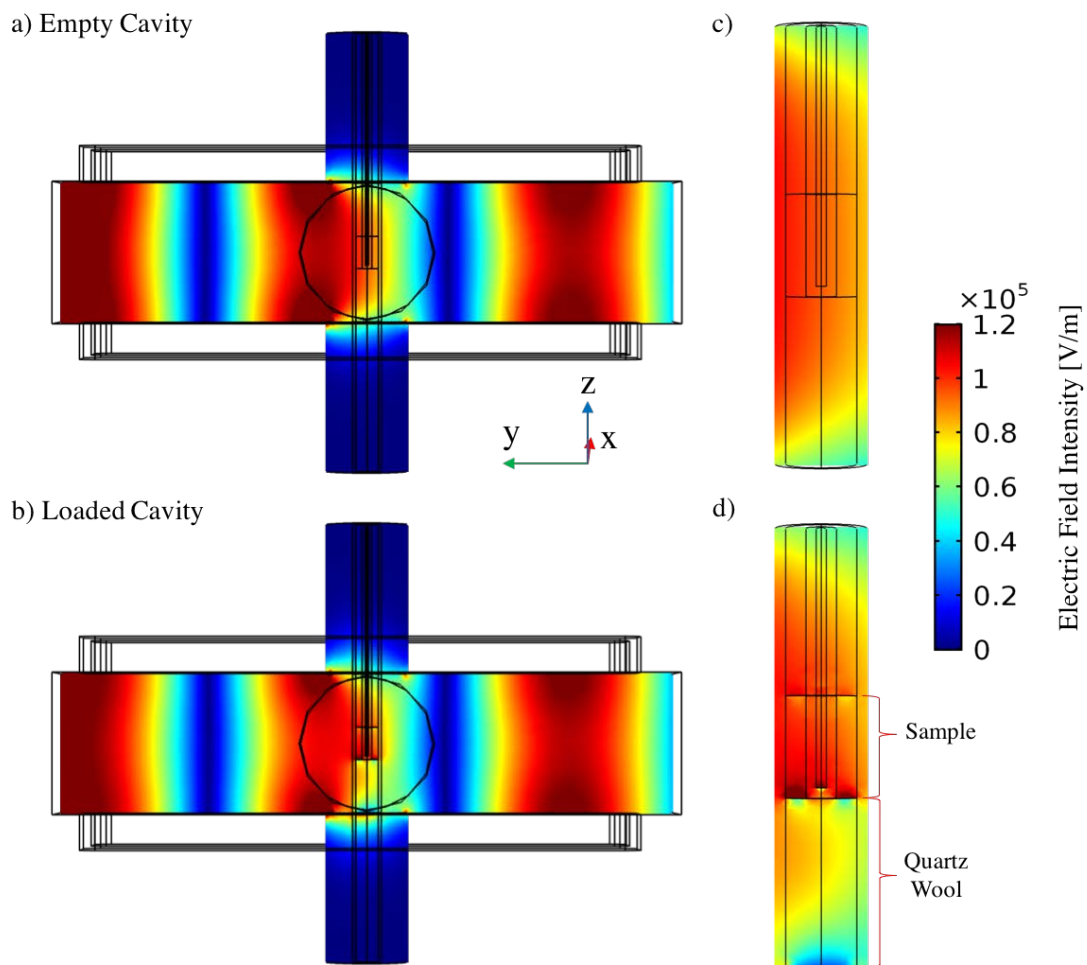 a) Empty Cavity
c)
z
y
x
b) Loaded Cavity
d)
×10⁵
1.2
1
0.8
0.6
0.4
0.2
0
Electric Field Intensity [V/m]
Sample
Quartz
Wool